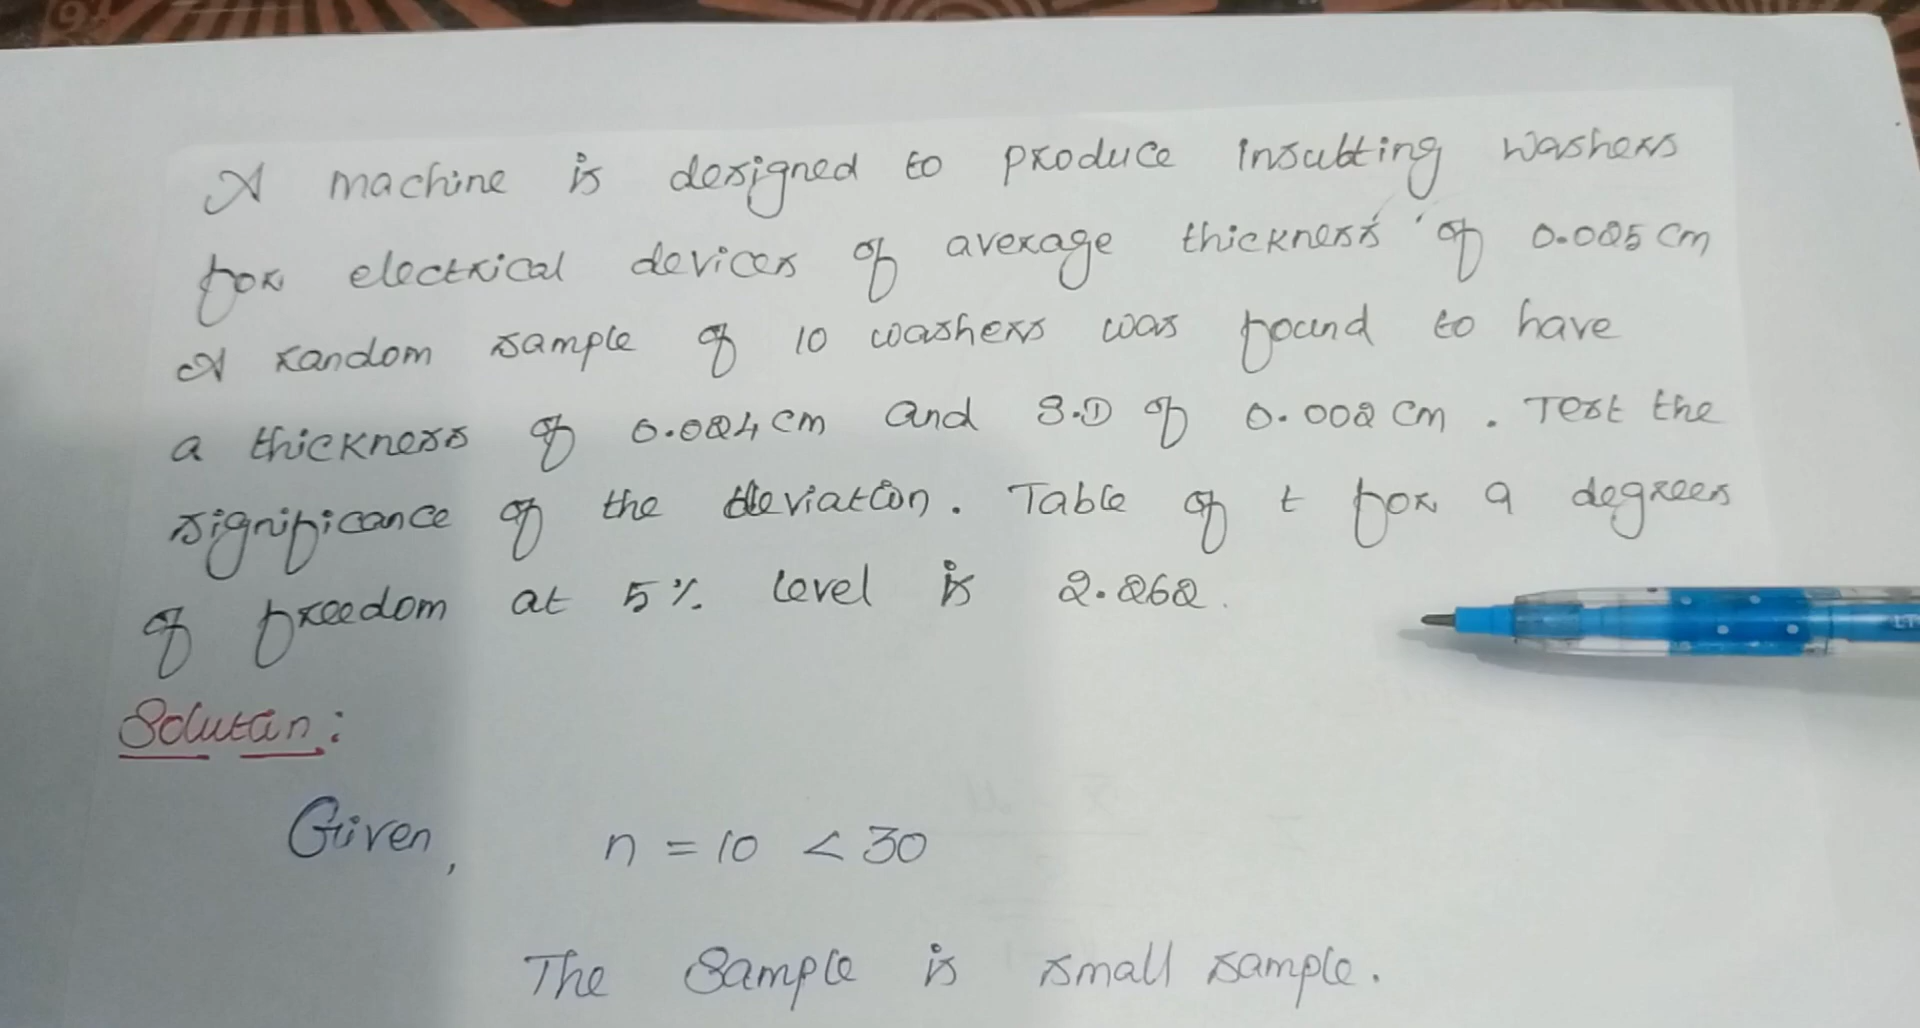 A machine is designed to produce insulting washers
for electrical devices of average thickness of 0.025 cm
A random sample of 10 washers was found to have
a thickness of 0.024 cm and S.D of 0.002 cm. Test the
significance of the deviation. Table of t for 9 degrees
of freedom at 5% level is 2.262.
Solution:
Given, n = 10 < 30
The Sample is small sample.